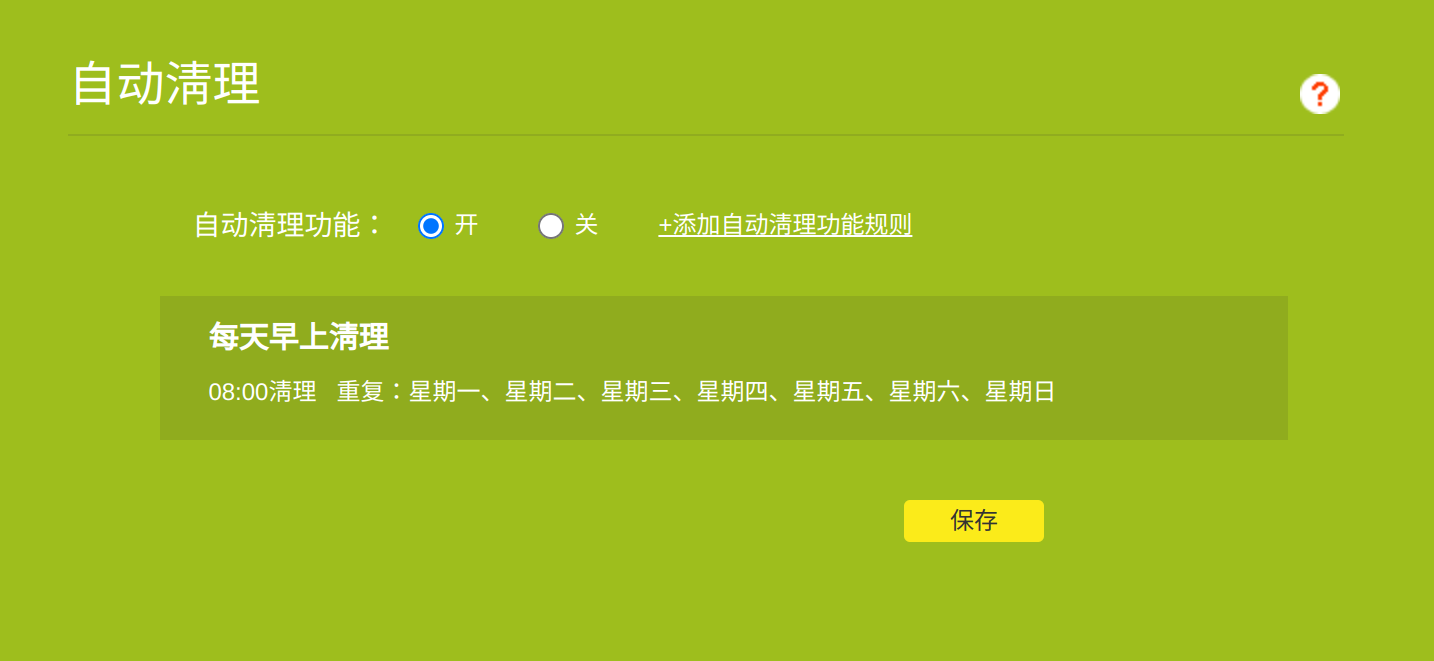 自动清理
自动清理功能： 开 关 +添加自动清理功能规则
每天早上清理
08:00清理 重复：星期一、星期二、星期三、星期四、星期五、星期六、星期日
保存